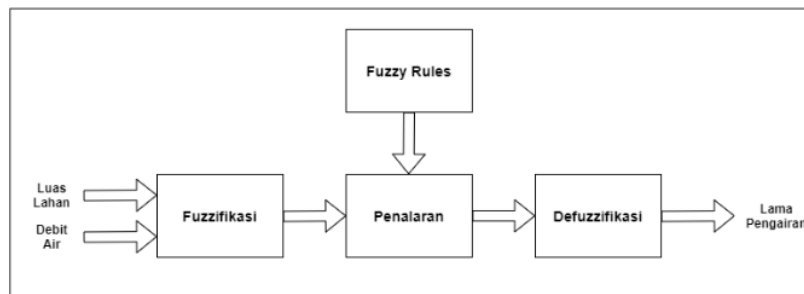 Fuzzy Rules
Luas
Lahan
Debit
Air
Fuzzifikasi
Penalaran
Defuzzifikasi
Lama
Pengairan